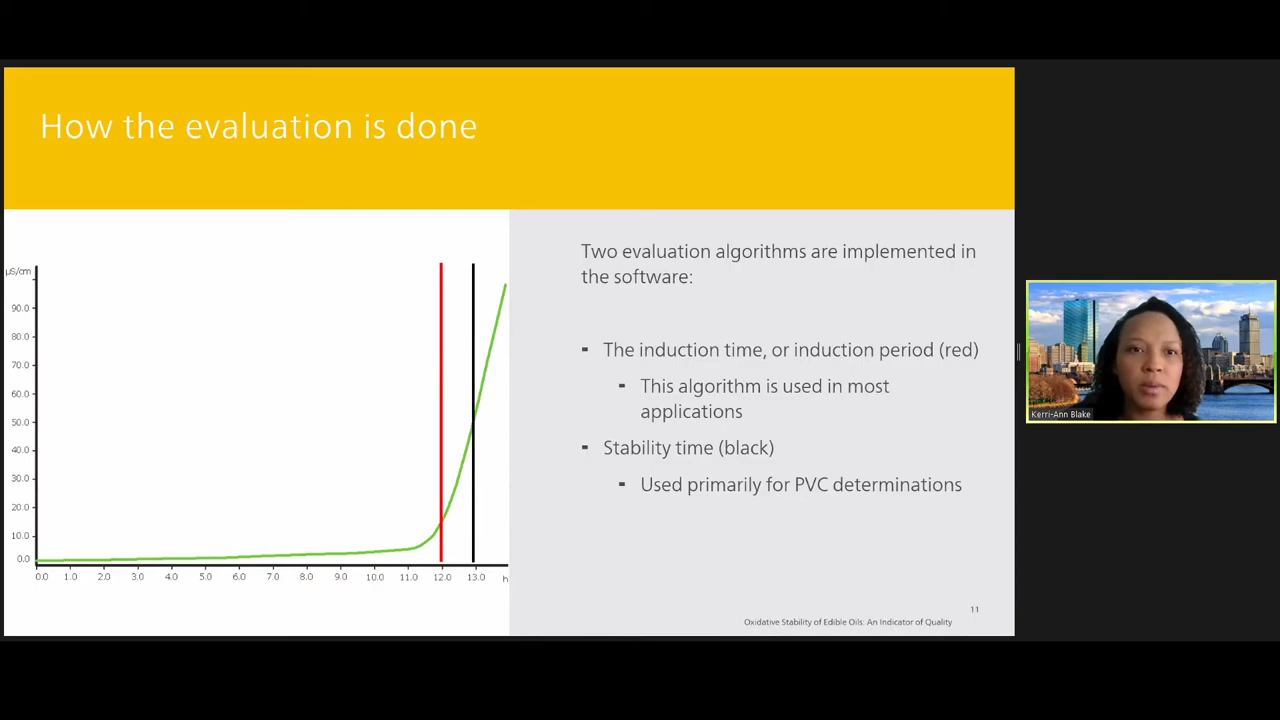 How the evaluation is done
µS/cm
90.0
80.0
70.0
60.0
50.0
40.0
30.0
20.0
10.0
0.0
0.0 1.0 2.0 3.0 4.0 5.0 6.0 7.0 8.0 9.0 10.0 11.0 12.0 13.0 h
Two evaluation algorithms are implemented in
the software:
▪ The induction time, or induction period (red)
▪ This algorithm is used in most
applications
▪ Stability time (black)
▪ Used primarily for PVC determinations
11
Oxidative Stability of Edible Oils: An Indicator of Quality
Kerri-Ann Blake